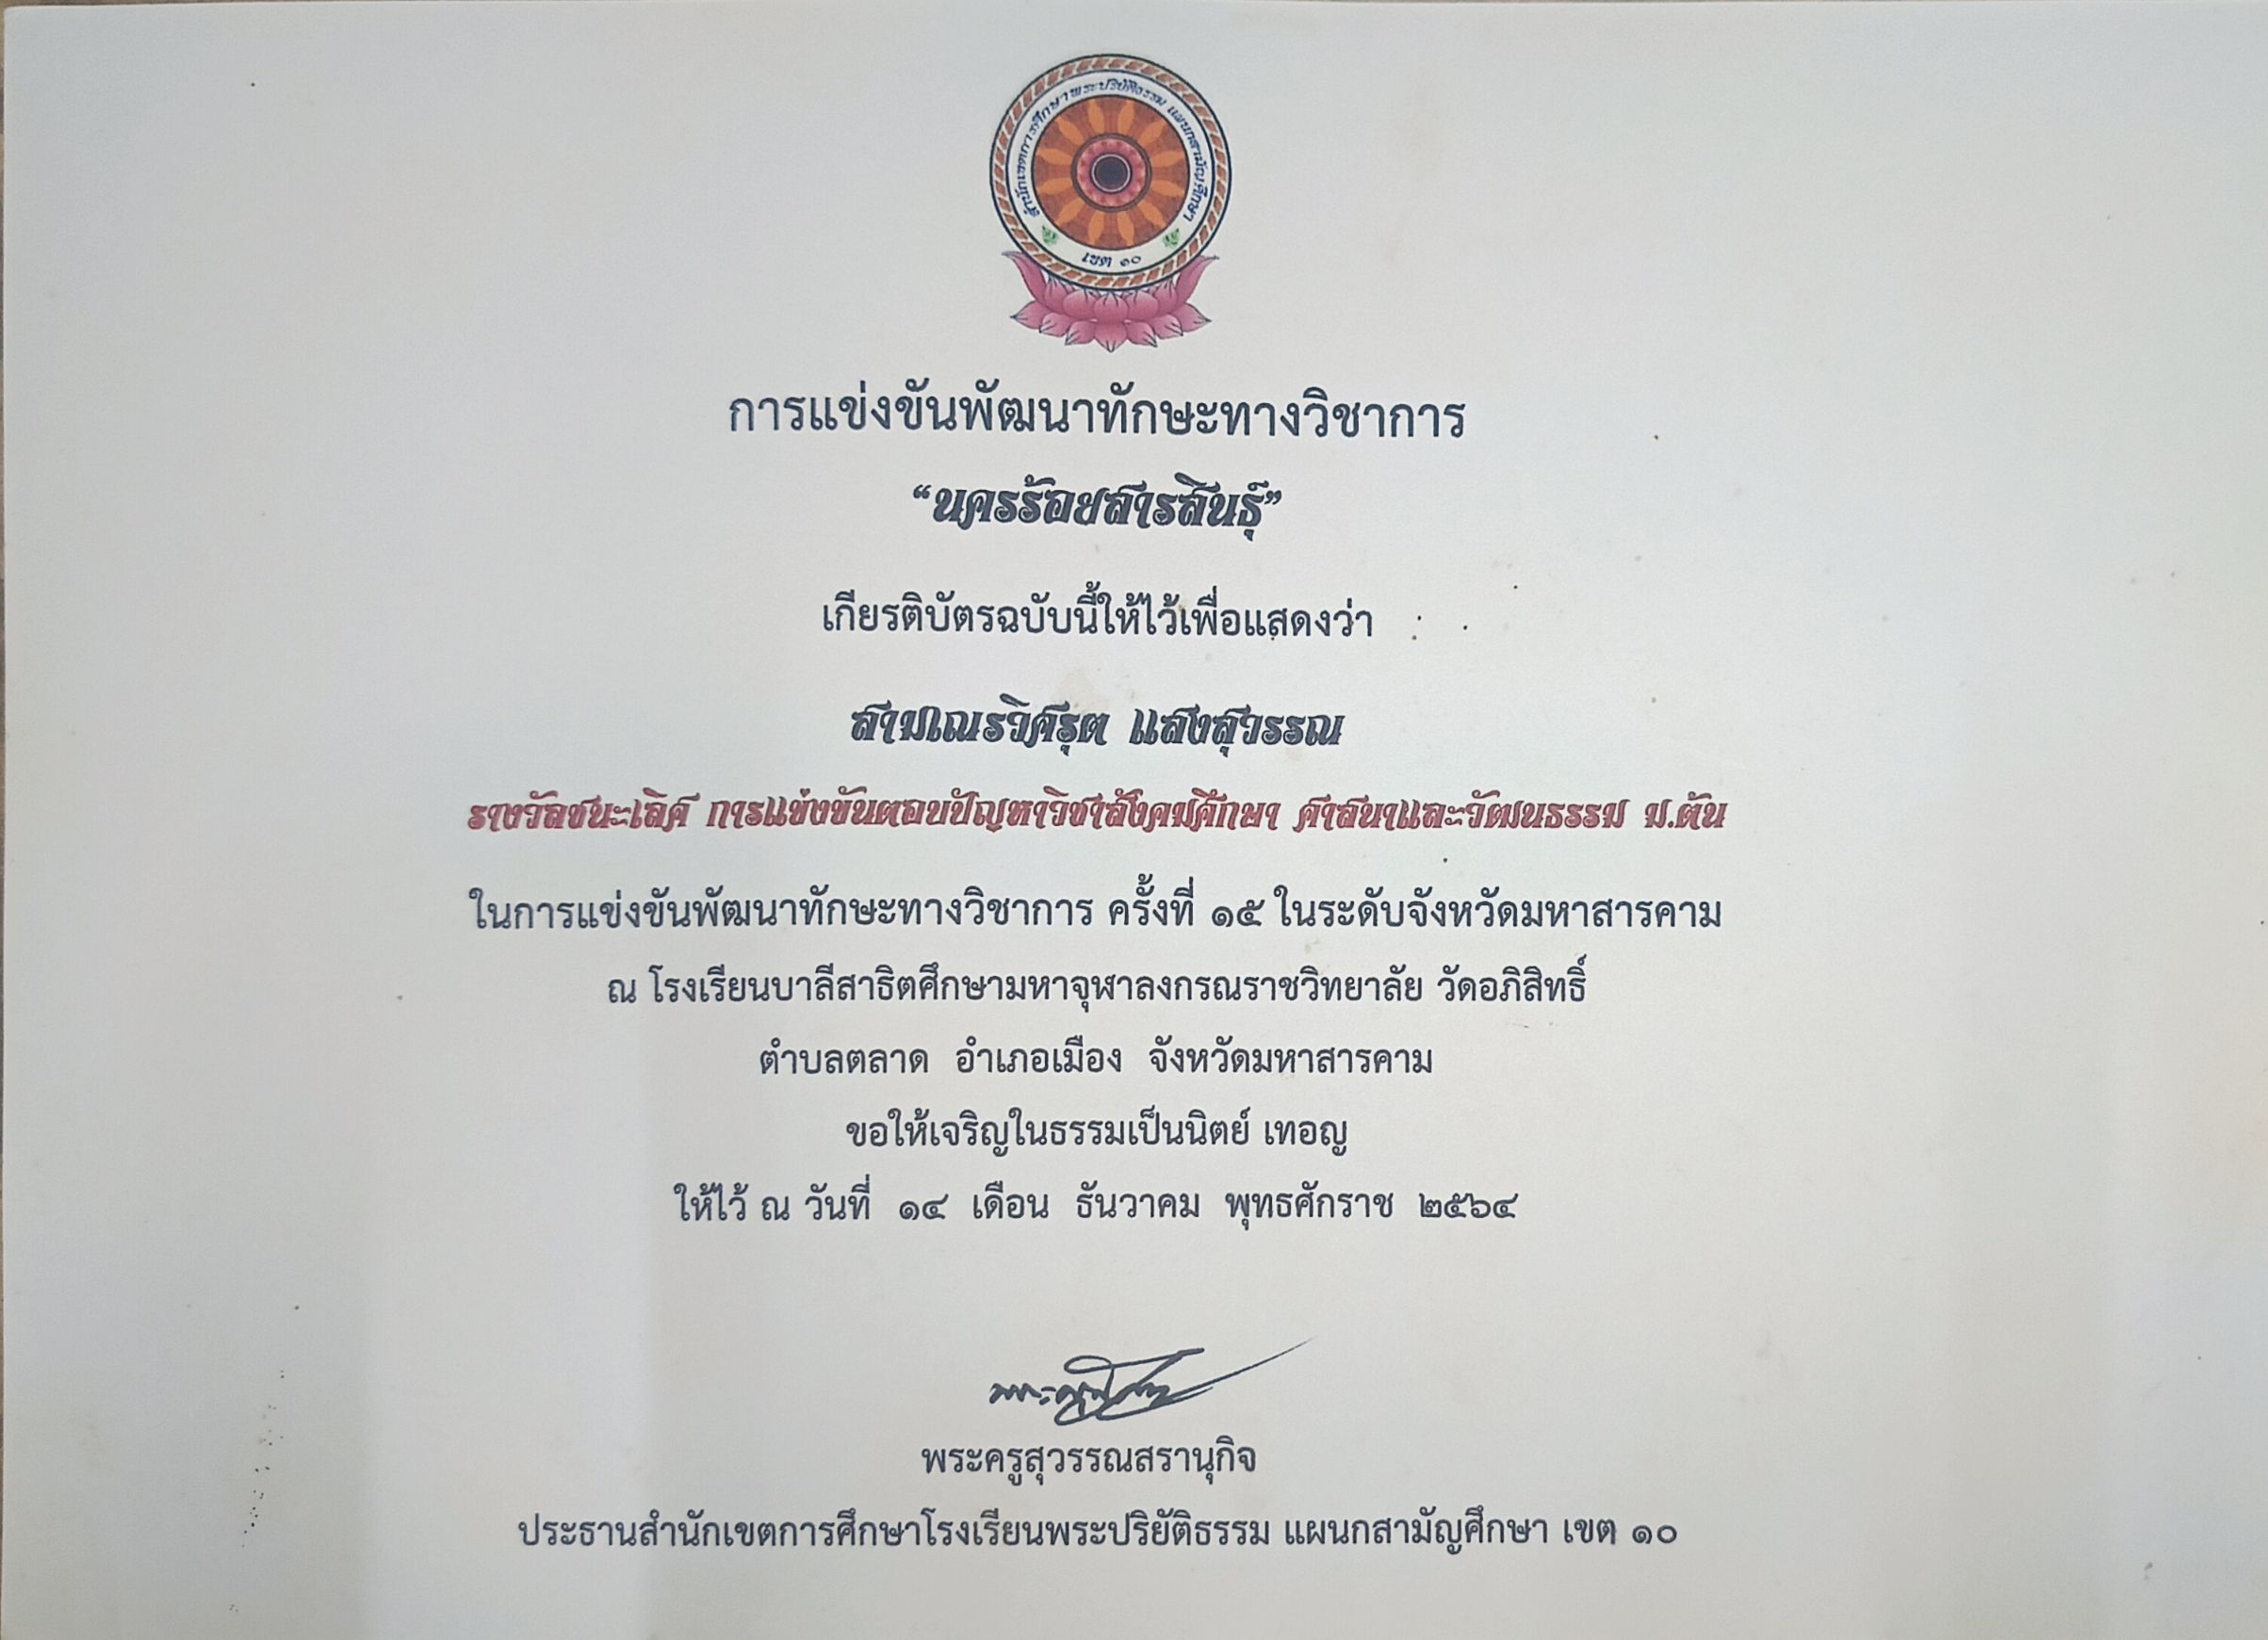 สำนักเขตการศึกษาพระปริยัติธรรม แผนกสามัญศึกษา
เขต ๑๐
การแข่งขันพัฒนาทักษะทางวิชาการ
“นครร้อยสารสินธุ์”
เกียรติบัตรฉบับนี้ให้ไว้เพื่อแสดงว่า
สามเณรวิศรุต แสงสุวรรณ
รางวัลชนะเลิศ การแข่งขันตอบปัญหาวิชาสังคมศึกษา ศาสนาและวัฒนธรรม ม.ต้น
ในการแข่งขันพัฒนาทักษะทางวิชาการ ครั้งที่ ๑๕ ในระดับจังหวัดมหาสารคาม
ณ โรงเรียนบาลีสาธิตศึกษามหาจุฬาลงกรณราชวิทยาลัย วัดอภิสิทธิ์
ตำบลตลาด อำเภอเมือง จังหวัดมหาสารคาม
ขอให้เจริญในธรรมเป็นนิตย์ เทอญ
ให้ไว้ ณ วันที่ ๑๔ เดือน ธันวาคม พุทธศักราช ๒๕๖๔
พระครูสุวรรณสรานุกิจ
ประธานสำนักเขตการศึกษาโรงเรียนพระปริยัติธรรม แผนกสามัญศึกษา เขต ๑๐